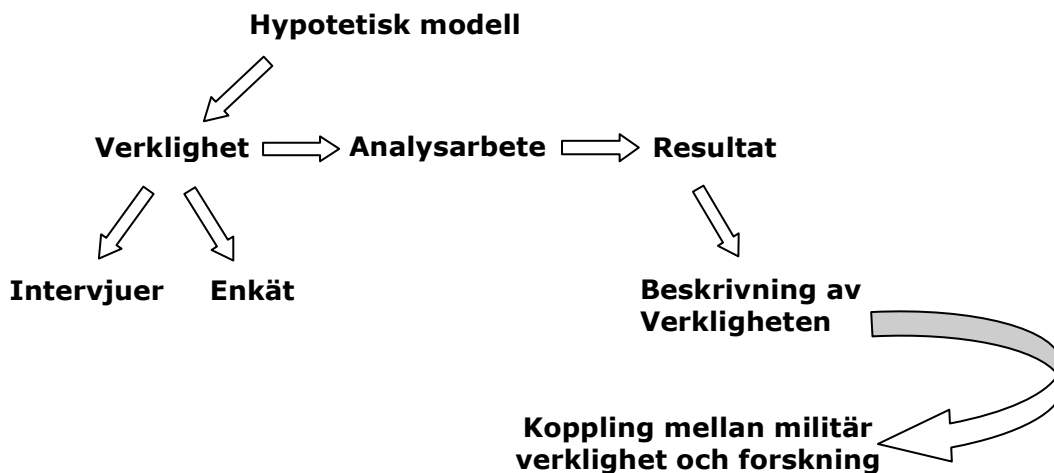 Hypotetisk modell
Verklighet
Analysarbete
Resultat
Intervjuer
Enkät
Beskrivning av
Verkligheten
Koppling mellan militär
verklighet och forskning